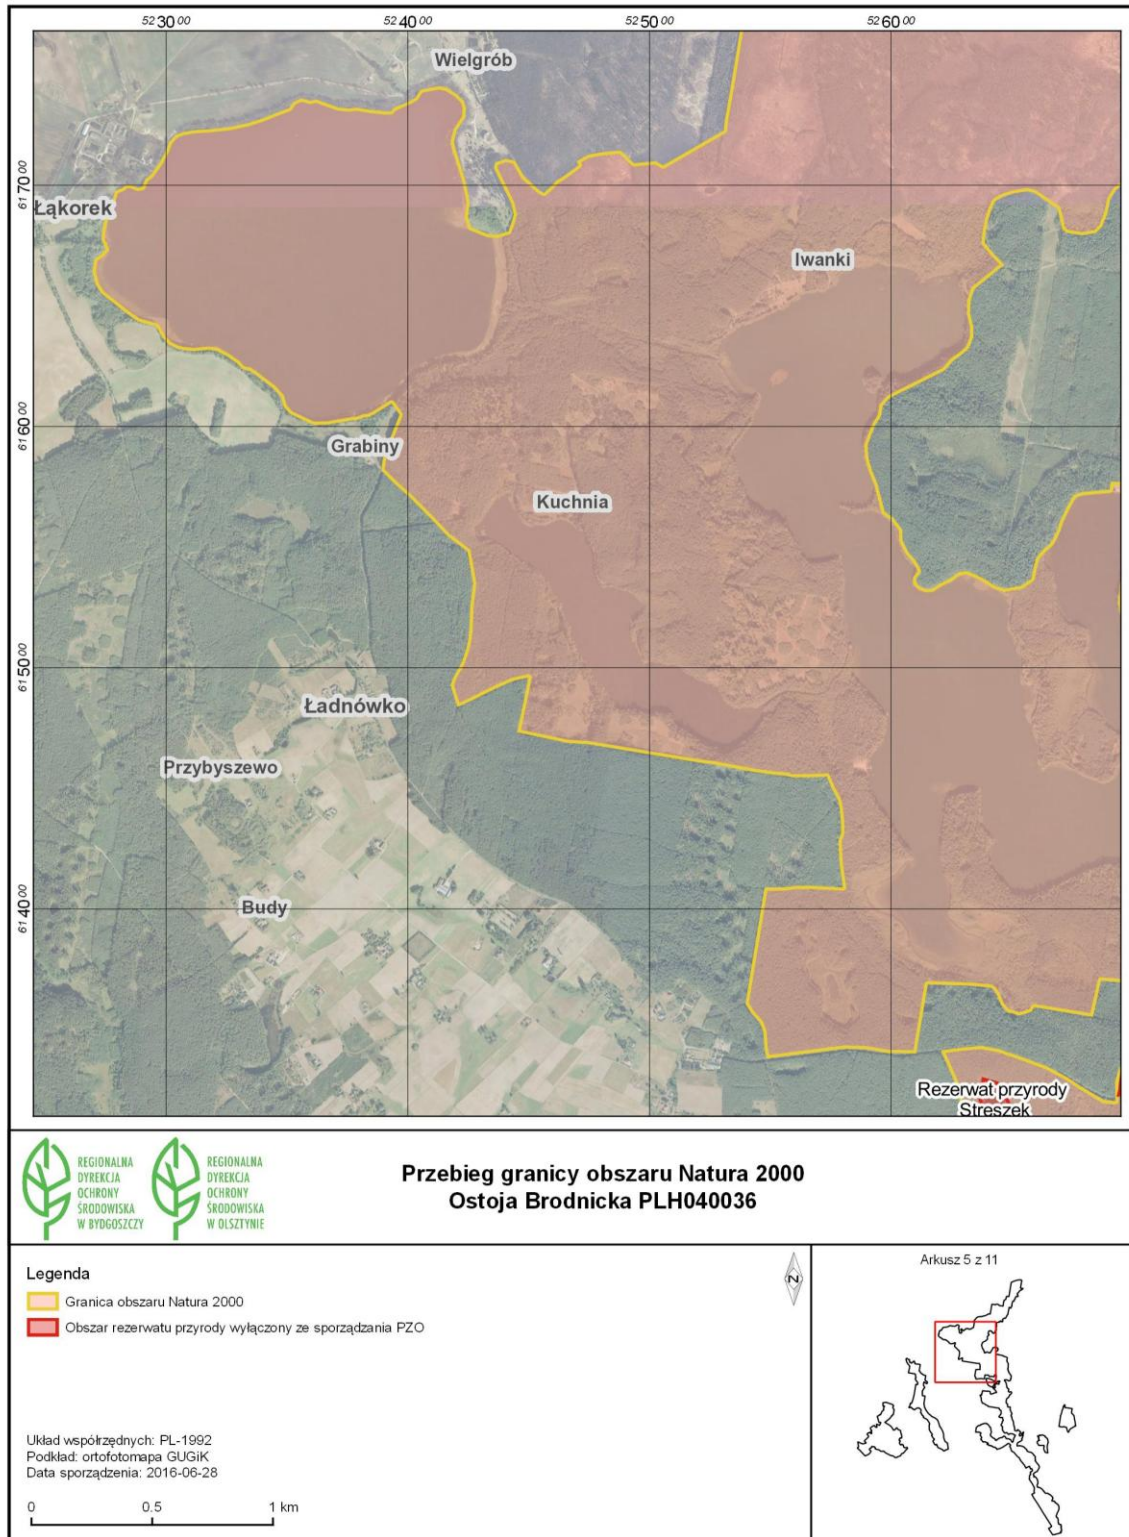 52 30 00
52 40 00
52 50 00
52 60 00
Wielgrób
61 70 00
Łąkorek
Iwanki
61 60 00
Grabiny
Kuchnia
61 50 00
Ładnówko
Przybyszewo
61 40 00
Budy
Rezerwat przyrody
Streszek
REGIONALNA
DYREKCJA
OCHRONY
ŚRODOWISKA
W BYDGOSZCZY
REGIONALNA
DYREKCJA
OCHRONY
ŚRODOWISKA
W OLSZTYNIE
Przebieg granicy obszaru Natura 2000
Ostoja Brodnicka PLH040036
Legenda
Granica obszaru Natura 2000
Obszar rezerwatu przyrody wyłączony ze sporządzania PZO
N
Arkusz 5 z 11
Układ współrzędnych: PL-1992
Podkład: ortofotomapa GUGiK
Data sporządzenia: 2016-06-28
0 0.5 1 km